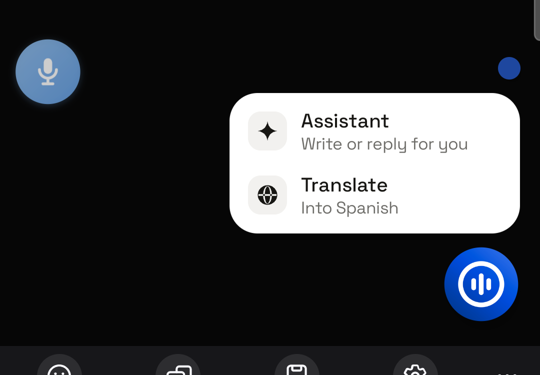 Assistant
Write or reply for you
Translate
Into Spanish